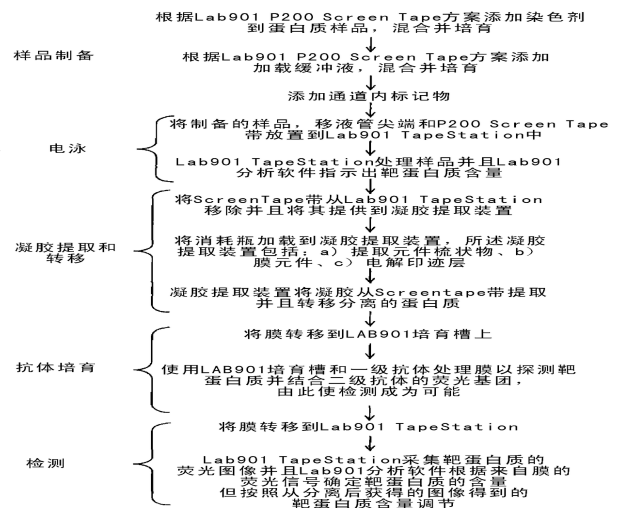 根据Lab901 P200 Screen Tape方案添加染色剂
到蛋白质样品，混合并培育
样品制备
根据Lab901 P200 Screen Tape方案添加
加载缓冲液，混合并培育
添加通道内标记物
将制备的样品，移液管尖端和P200 Screen Tape
带放置到Lab901 TapeStation中
电泳
Lab901 TapeStation处理样品并且Lab901
分析软件指示出靶蛋白质含量
将ScreenTape带从Lab901 TapeStation
移除并且将其提供到凝胶提取装置
凝胶提取和
转移
将消耗瓶加载到凝胶提取装置，所述凝胶
提取装置包括：a）提取元件梳状物、b）
膜元件、c）电解印迹层
凝胶提取装置将凝胶从Screentape带提取
并且转移分离的蛋白质
将膜转移到LAB901培育槽上
抗体培育
使用LAB901培育槽和一级抗体处理膜以探测靶
蛋白质并结合二级抗体的荧光基团，
由此使检测成为可能
将膜转移到Lab901 TapeStation
检测
Lab901 TapeStation采集靶蛋白质的
荧光图像并且Lab901分析软件根据来自膜的
荧光信号确定靶蛋白质的含量
但按照从分离后获得的图像得到的
靶蛋白质含量调节